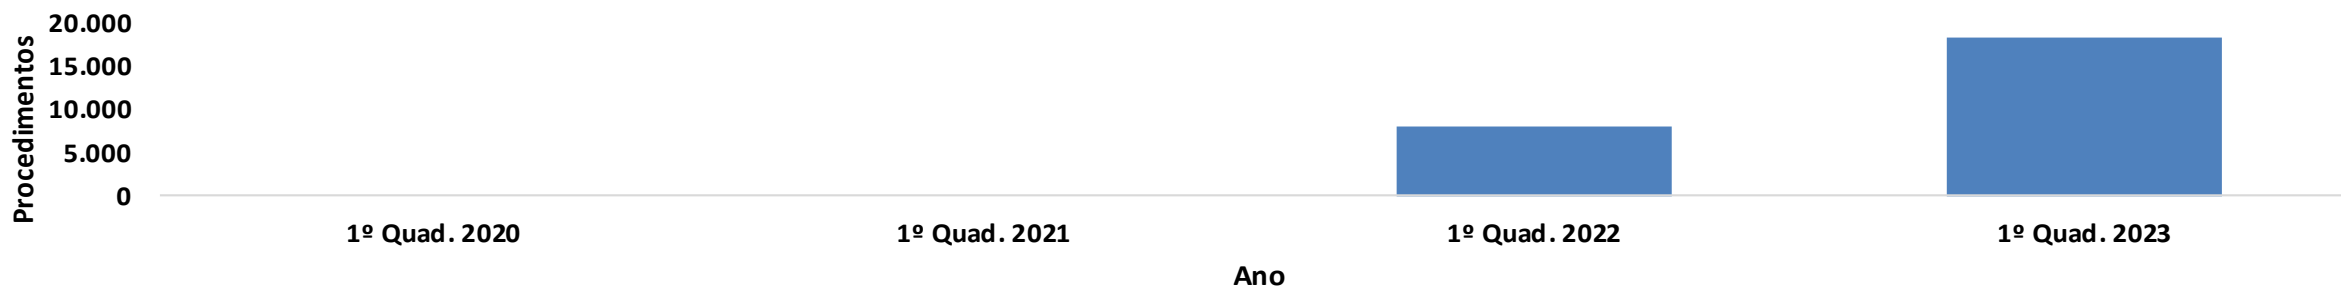 Procedimentos
20.000
15.000
10.000
5.000
0
1º Quad. 2020
1º Quad. 2021
1º Quad. 2022
1º Quad. 2023
Ano